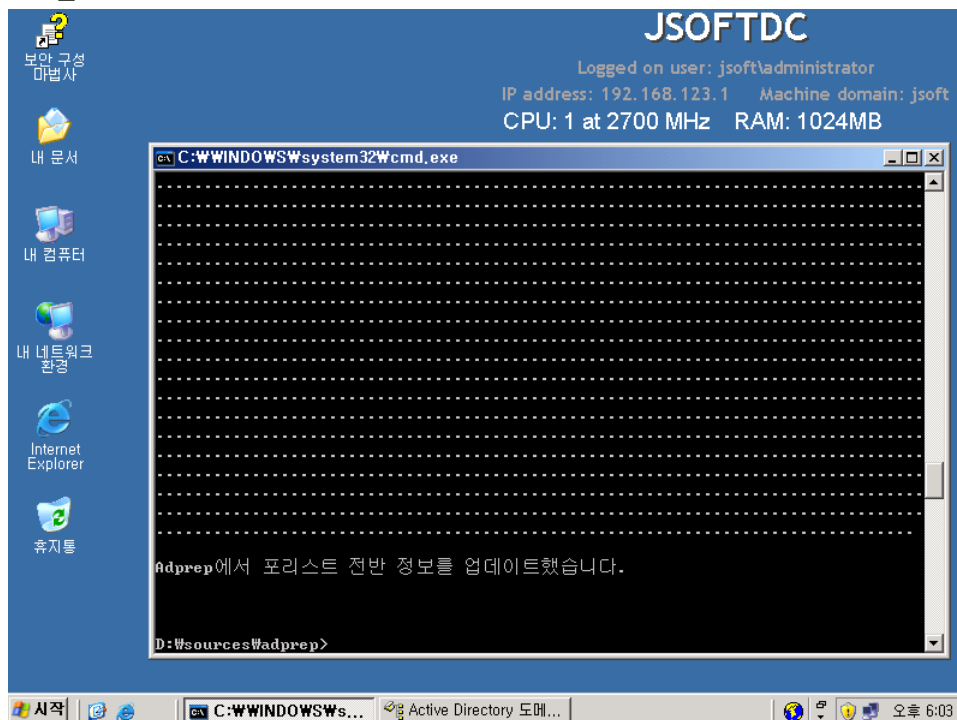 JSOFTDC
Logged on user: jsoft\administrator
IP address: 192.168.123.1 Machine domain: jsoft
CPU: 1 at 2700 MHz RAM: 1024MB
보안 구성
마법사
내 문서
내 컴퓨터
내 네트워크
환경
Internet
Explorer
휴지통
C:₩WINDOWS₩system32₩cmd.exe
Adprep에서 포리스트 전반 정보를 업데이트했습니다.
D:₩sources₩adprep>
시작
C:₩WINDOWS₩s...
Active Directory 도메...
오후 6:03